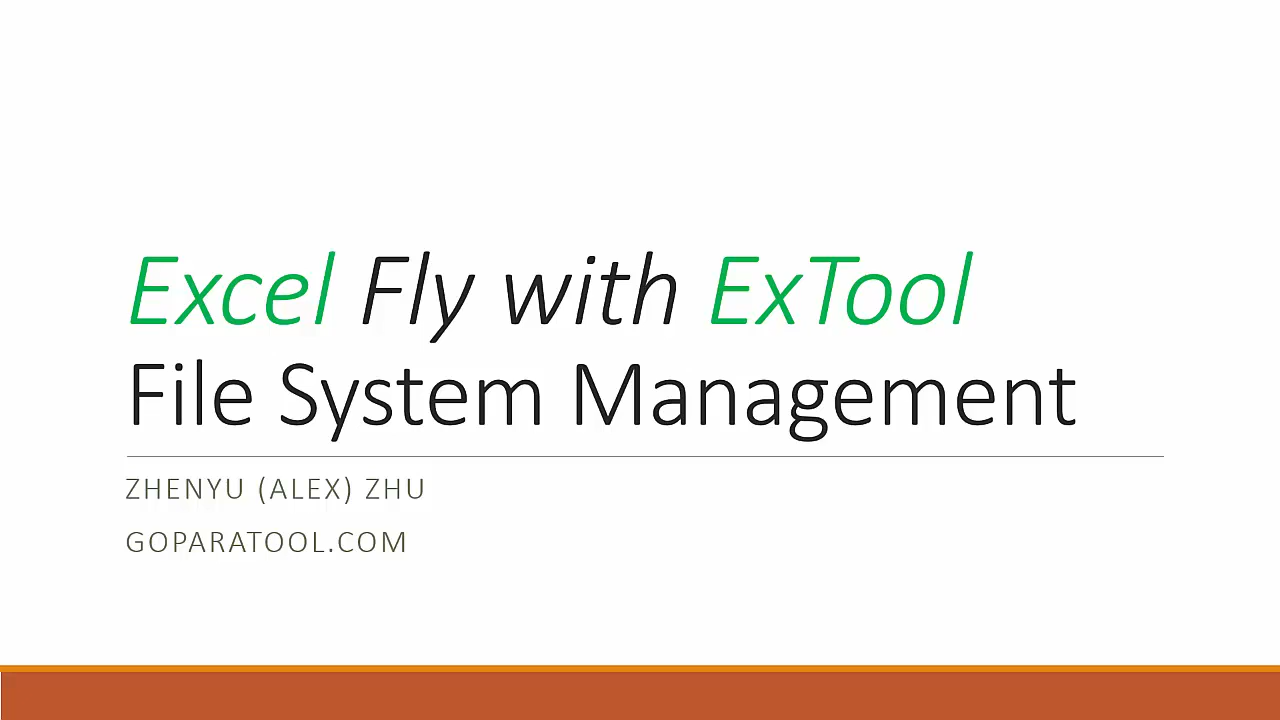 Excel Fly with ExTool
File System Management
ZHENYU (ALEX) ZHU
GOPARATOOL.COM